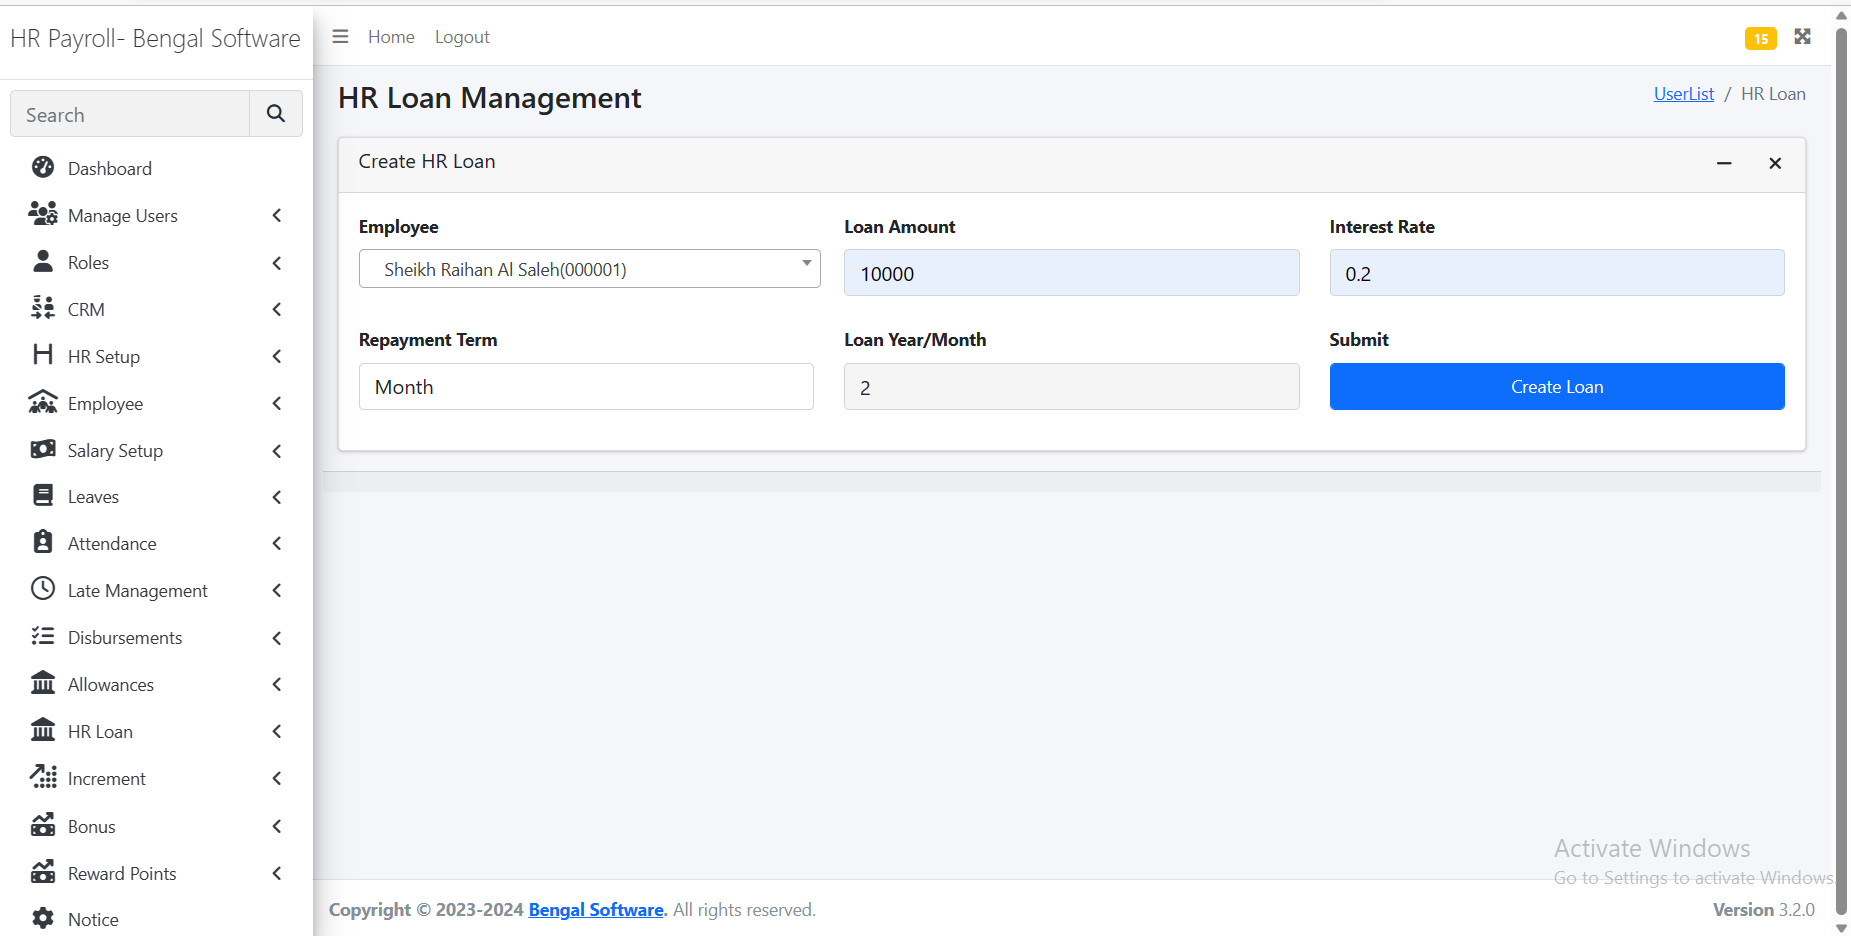 HR Payroll- Bengal Software
Home
Logout
15
HR Loan Management
UserList / HR Loan
Search
Dashboard
Manage Users
Roles
CRM
HR Setup
Employee
Salary Setup
Leaves
Attendance
Late Management
Disbursements
Allowances
HR Loan
Increment
Bonus
Reward Points
Notice
Create HR Loan
Employee
Loan Amount
Interest Rate
Sheikh Raihan Al Saleh(000001)
10000
0.2
Repayment Term
Loan Year/Month
Submit
Month
2
Create Loan
Activate Windows
Go to Settings to activate Windows.
Copyright © 2023-2024 Bengal Software. All rights reserved.
Version 3.2.0